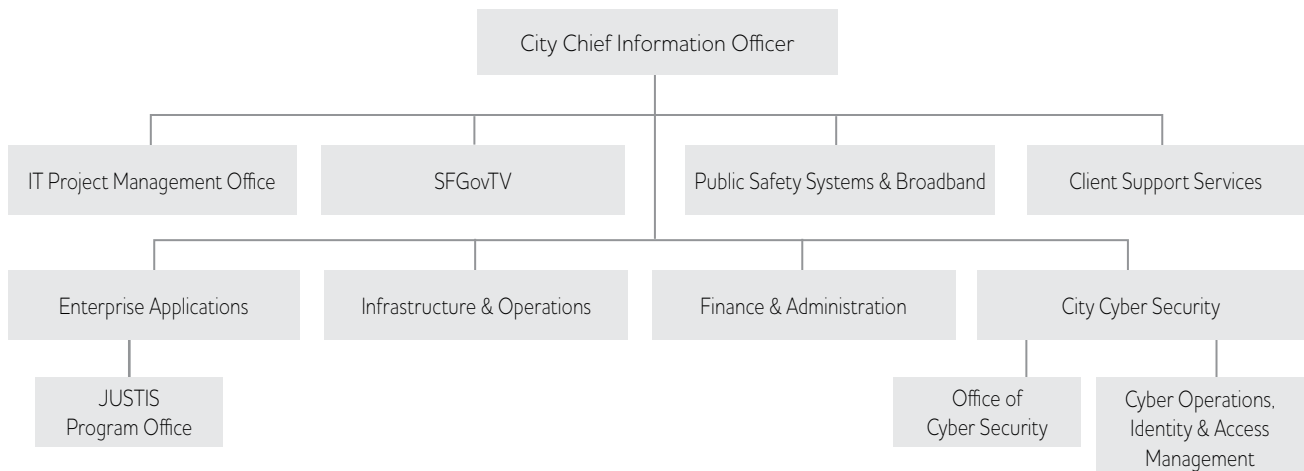 City Chief Information Officer
IT Project Management Office
SFGovTV
Public Safety Systems & Broadband
Client Support Services
Enterprise Applications
Infrastructure & Operations
Finance & Administration
City Cyber Security
JUSTIS
Program Office
Office of
Cyber Security
Cyber Operations,
Identity & Access
Management